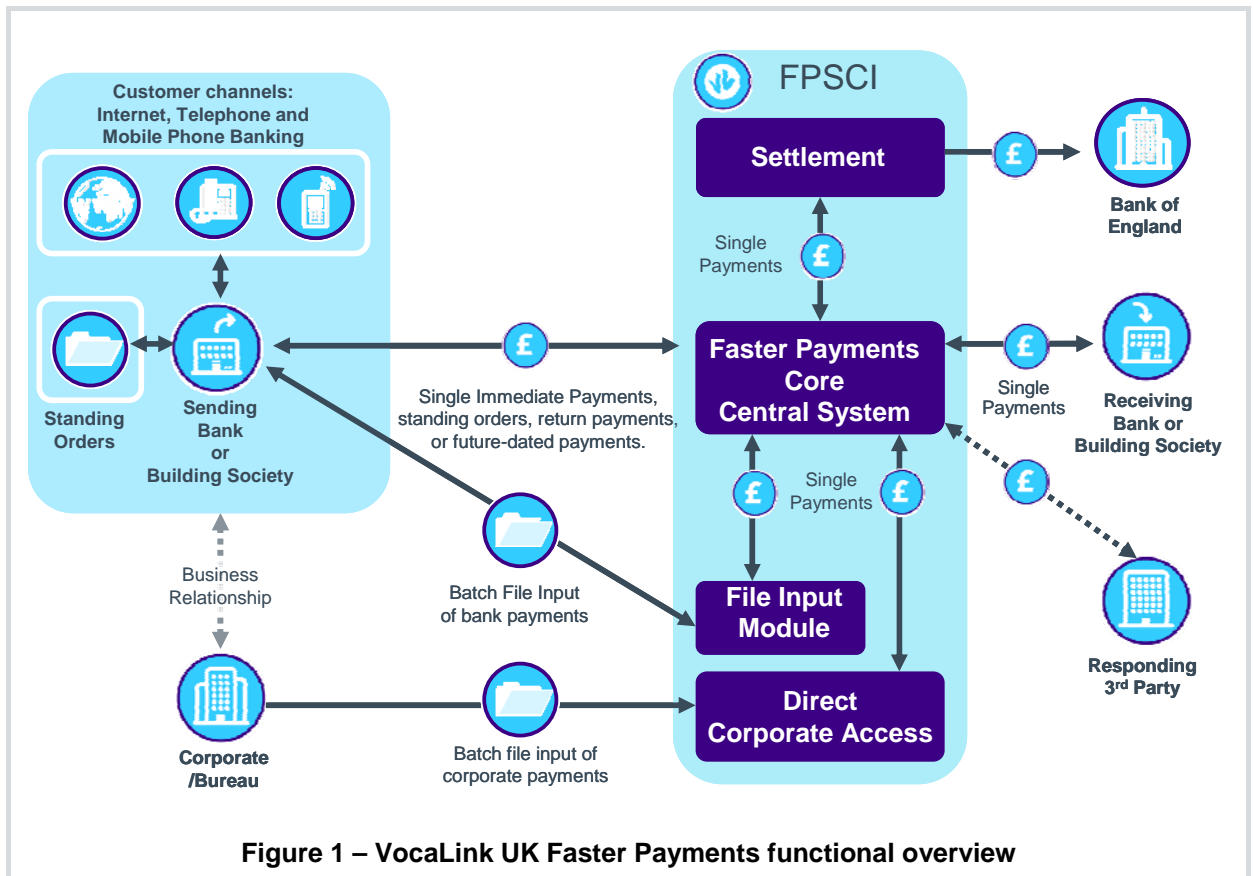 Customer channels:
Internet, Telephone and
Mobile Phone Banking
Standing
Orders
Sending
Bank
or
Building Society
Business
Relationship
Corporate
/Bureau
£
Single Immediate Payments,
standing orders, return payments,
or future-dated payments.
Batch File Input
of bank payments
Batch file input of
corporate payments
FPSCI
Settlement
Single
Payments
£
Faster Payments
Core
Central System
£
Single
Payments
£
File Input
Module
Direct
Corporate Access
£
Bank of
England
£
Single
Payments
Receiving
Bank or
Building Society
£
Responding
3rd Party
Figure 1 – VocaLink UK Faster Payments functional overview